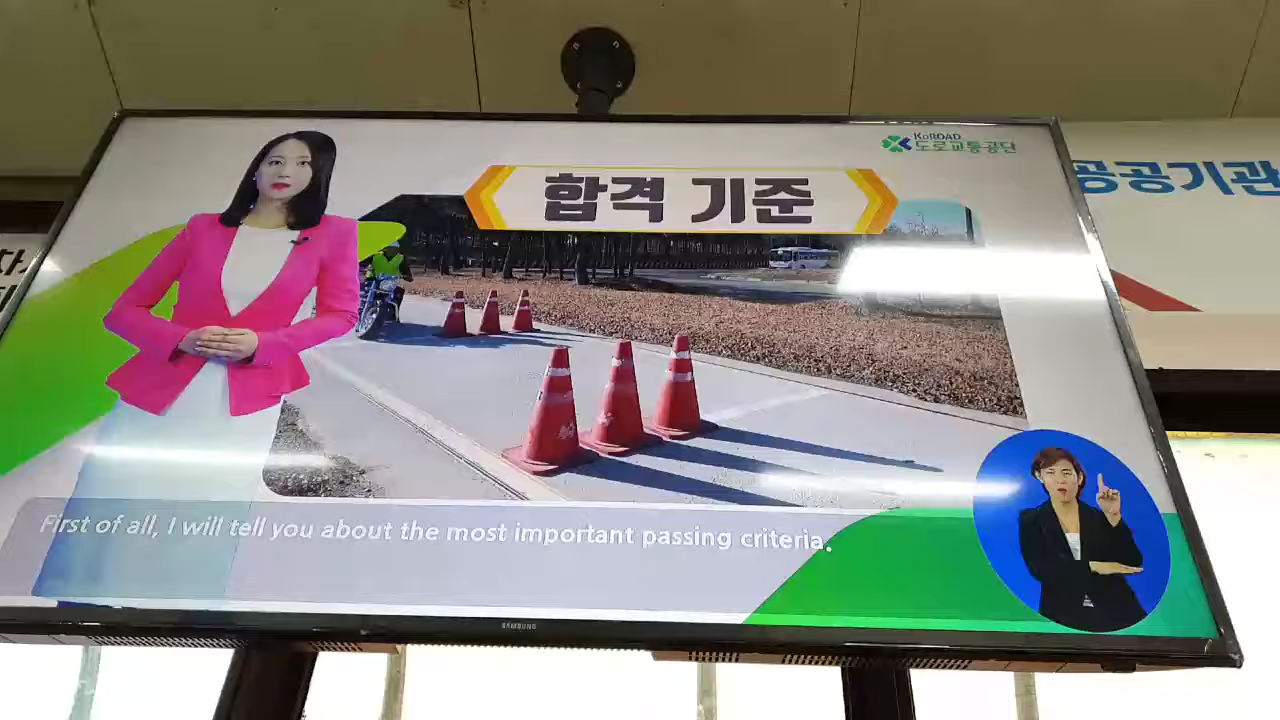 KoROAD
도로교통공단
합격 기준
공공기관
First of all, I will tell you about the most important passing criteria.
SAMSUNG